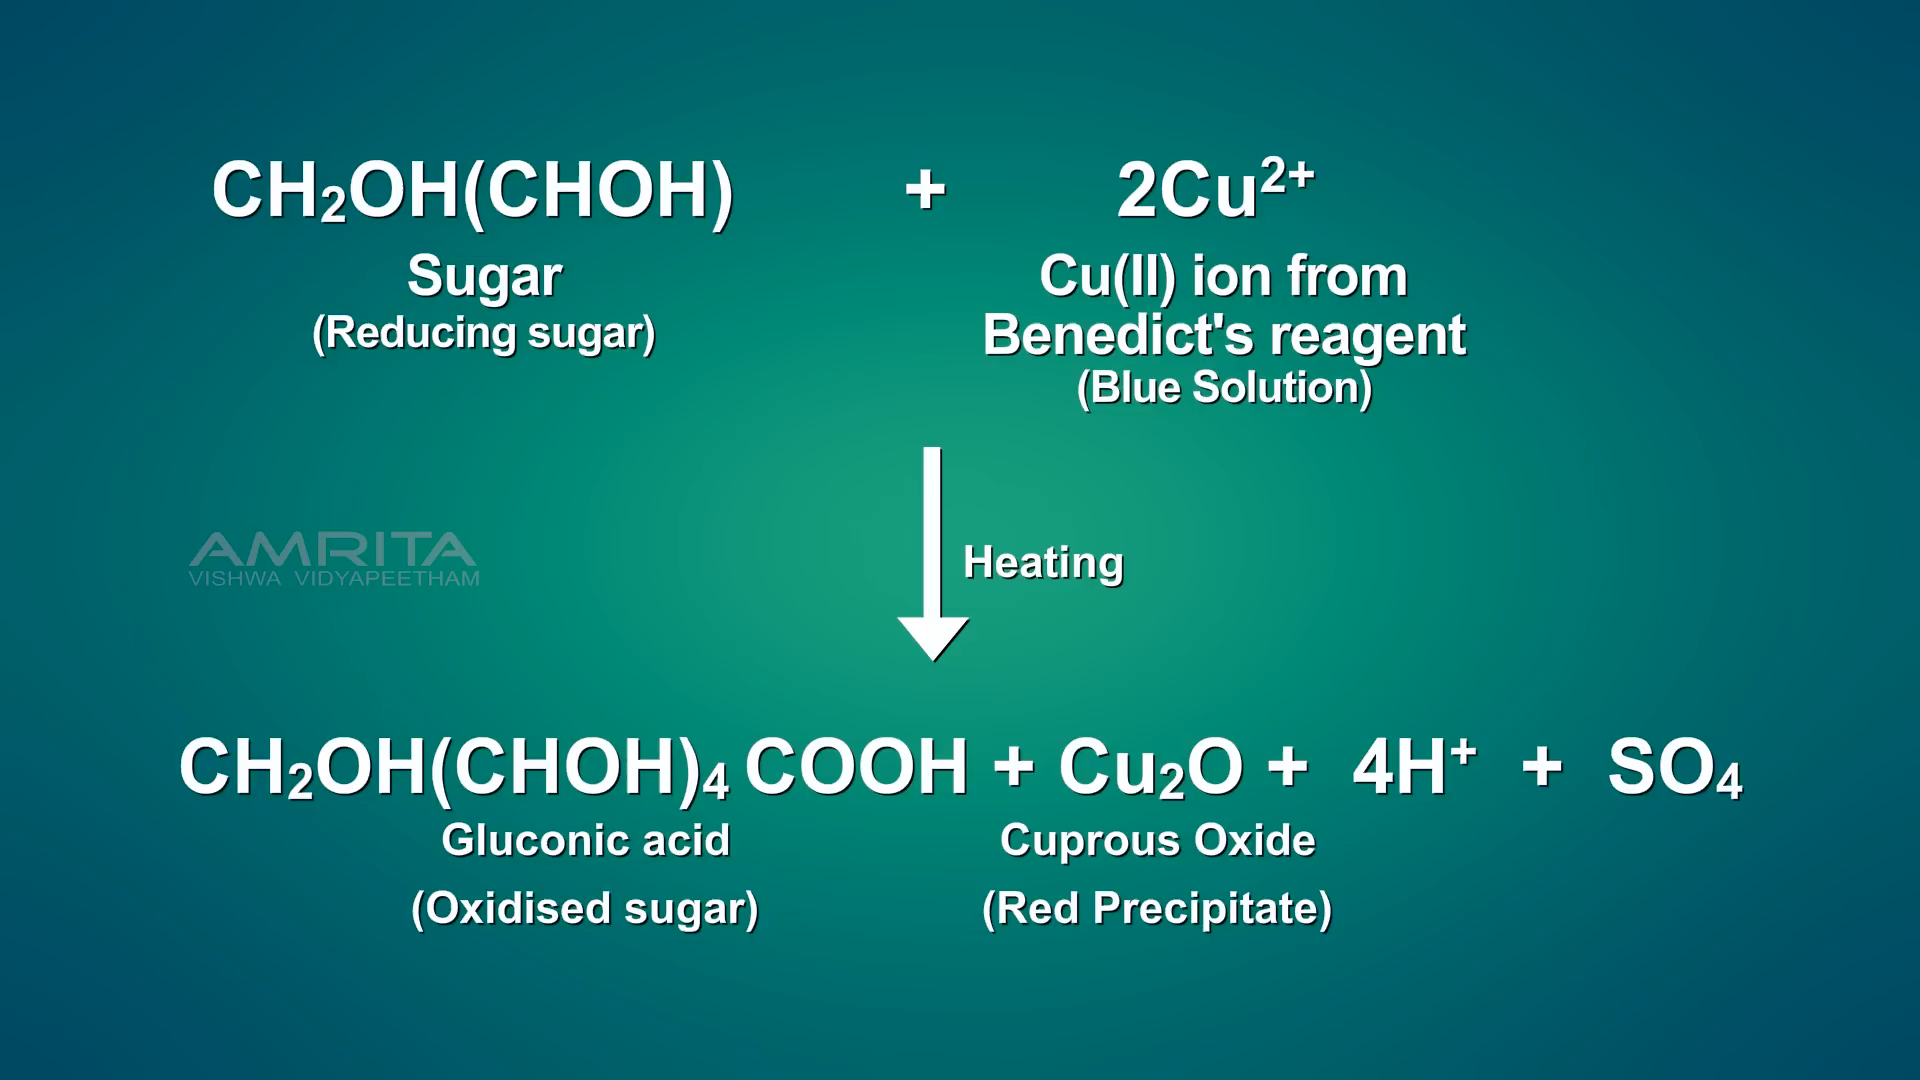 CH₂OH(CHOH) + 2Cu²⁺
Sugar
(Reducing sugar)
Cu(II) ion from
Benedict's reagent
(Blue Solution)
AMRITA
VISHWA VIDYAPEETHAM
Heating
CH₂OH(CHOH)₄ COOH + Cu₂O + 4H⁺ + SO₄
Gluconic acid
(Oxidised sugar)
Cuprous Oxide
(Red Precipitate)